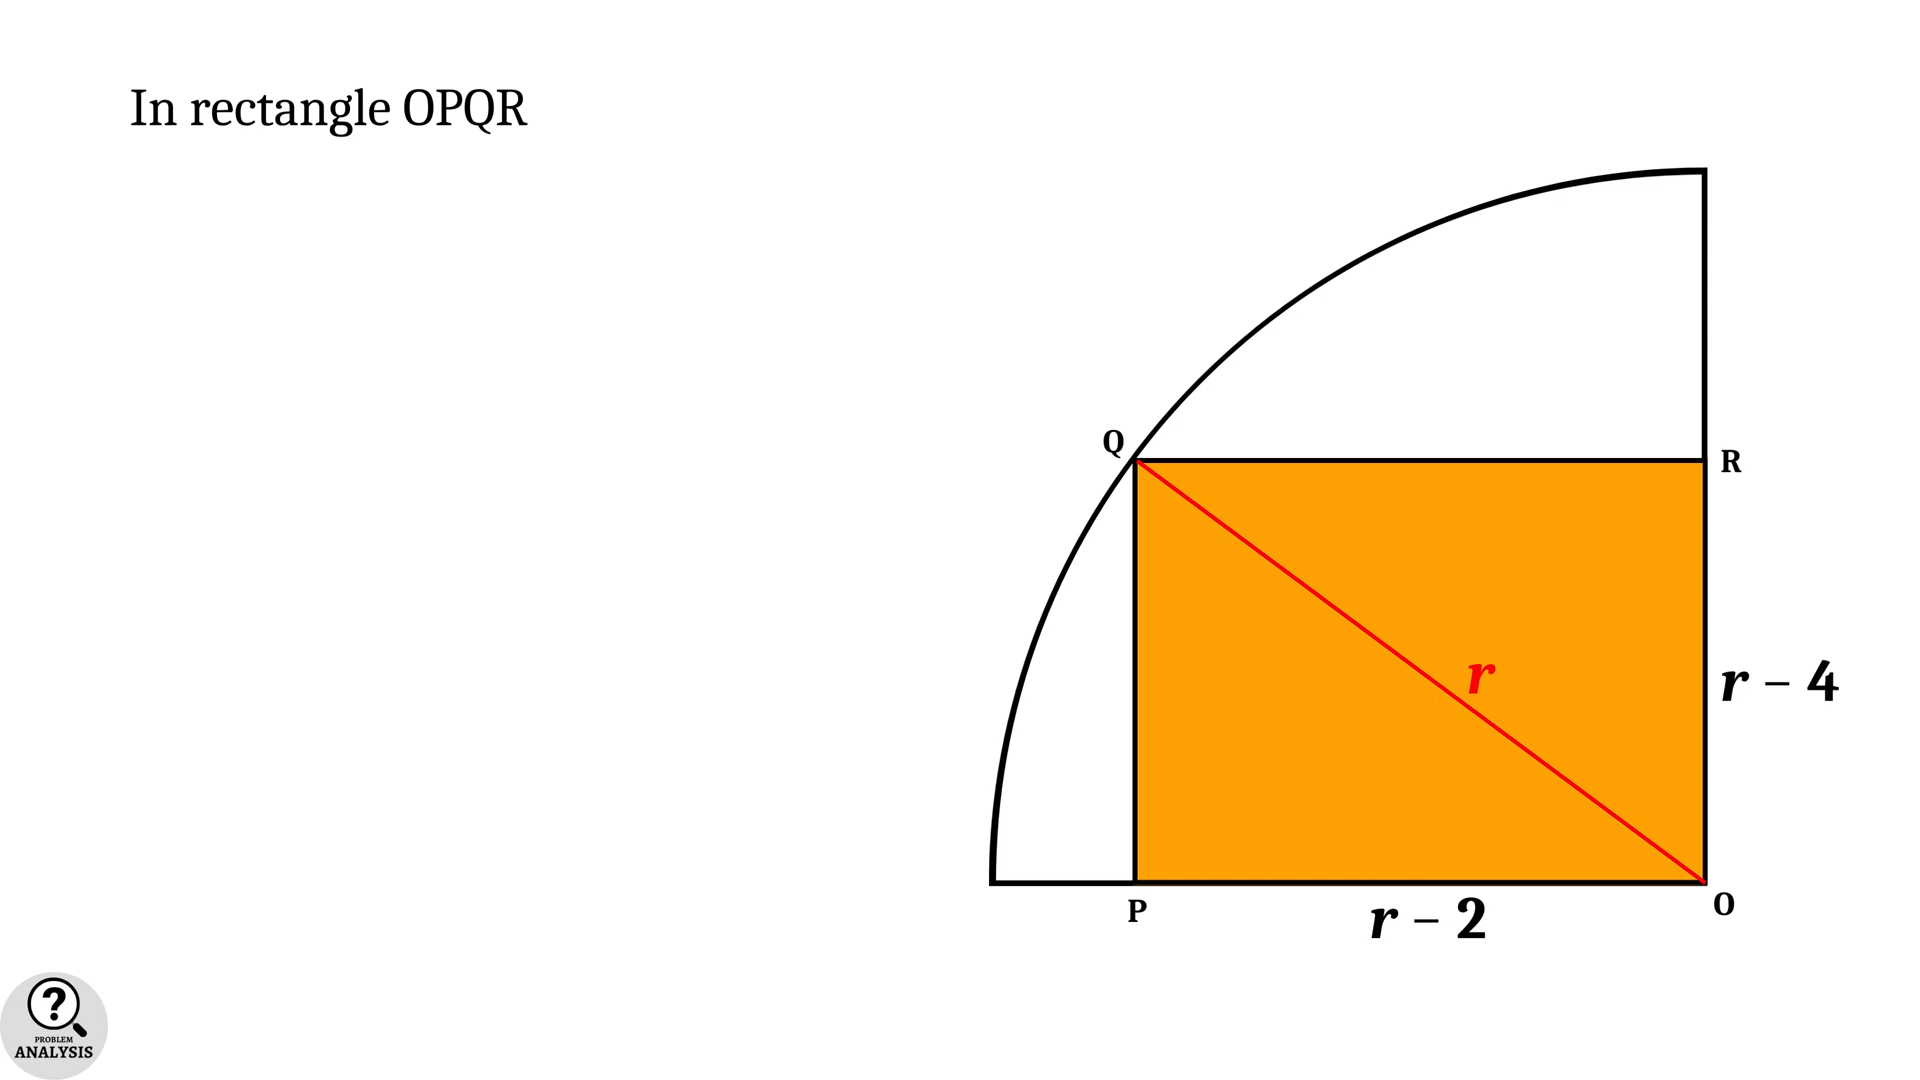 In rectangle OPQR
Q
R
r
r – 4
P
O
r – 2
?
PROBLEM
ANALYSIS